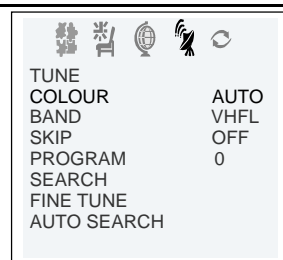 TUNE
COLOUR AUTO
BAND VHFL
SKIP OFF
PROGRAM 0
SEARCH
FINE TUNE
AUTO SEARCH